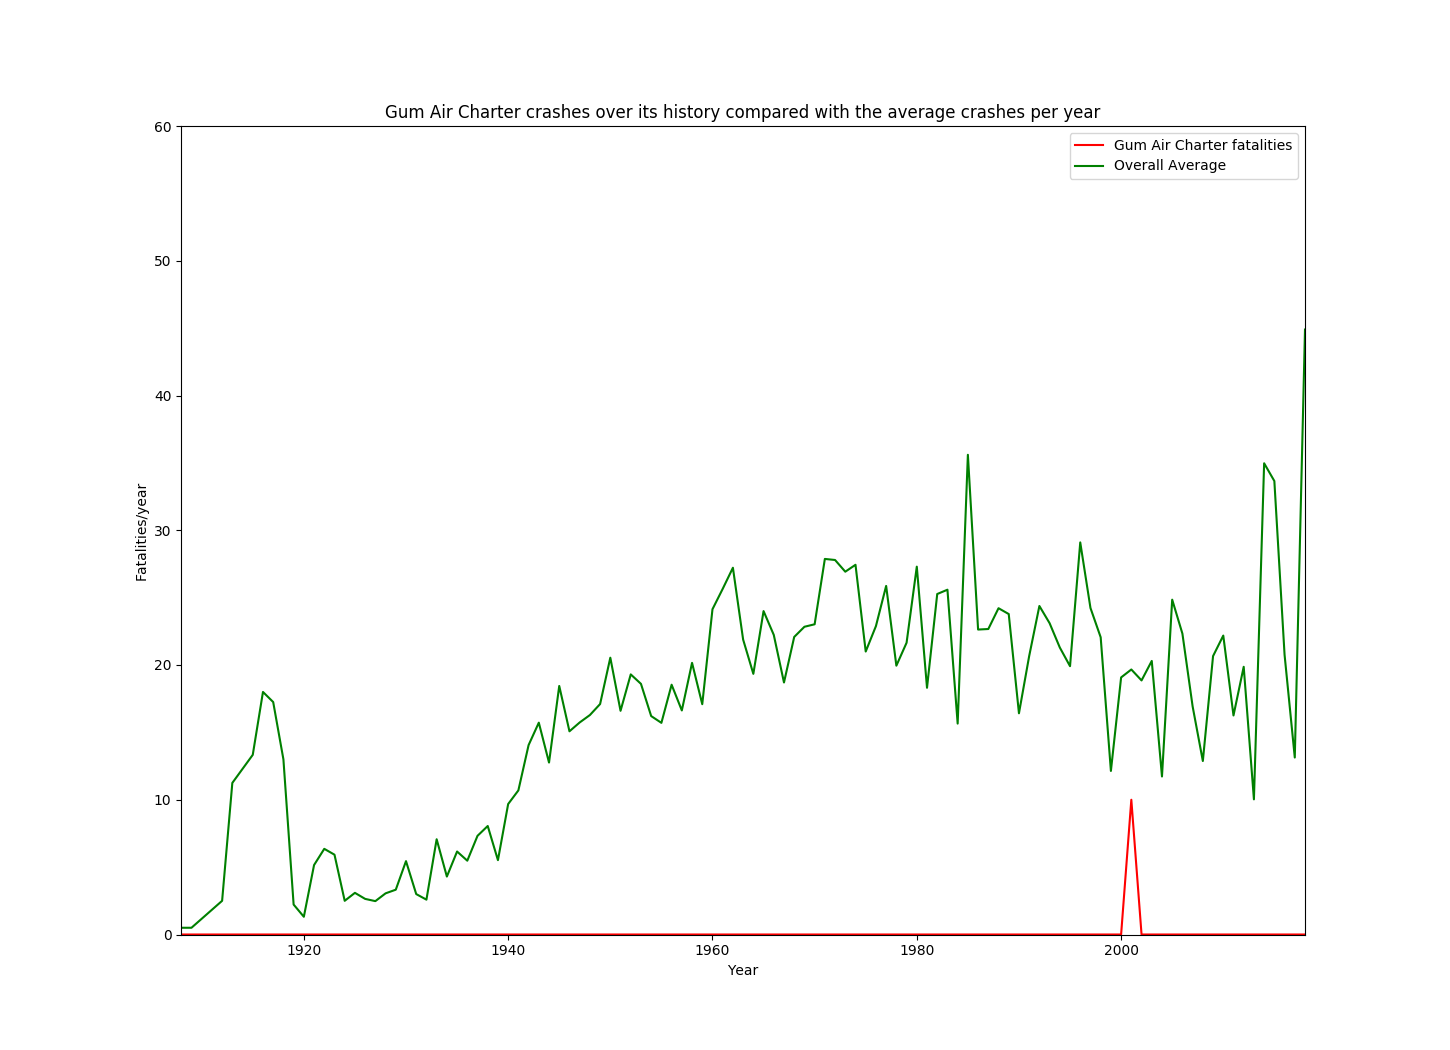 Gum Air Charter crashes over its history compared with the average crashes per year
60
Gum Air Charter fatalities
Overall Average
50
40
Fatalities/year
30
20
10
0
1920 1940 1960 1980 2000
Year